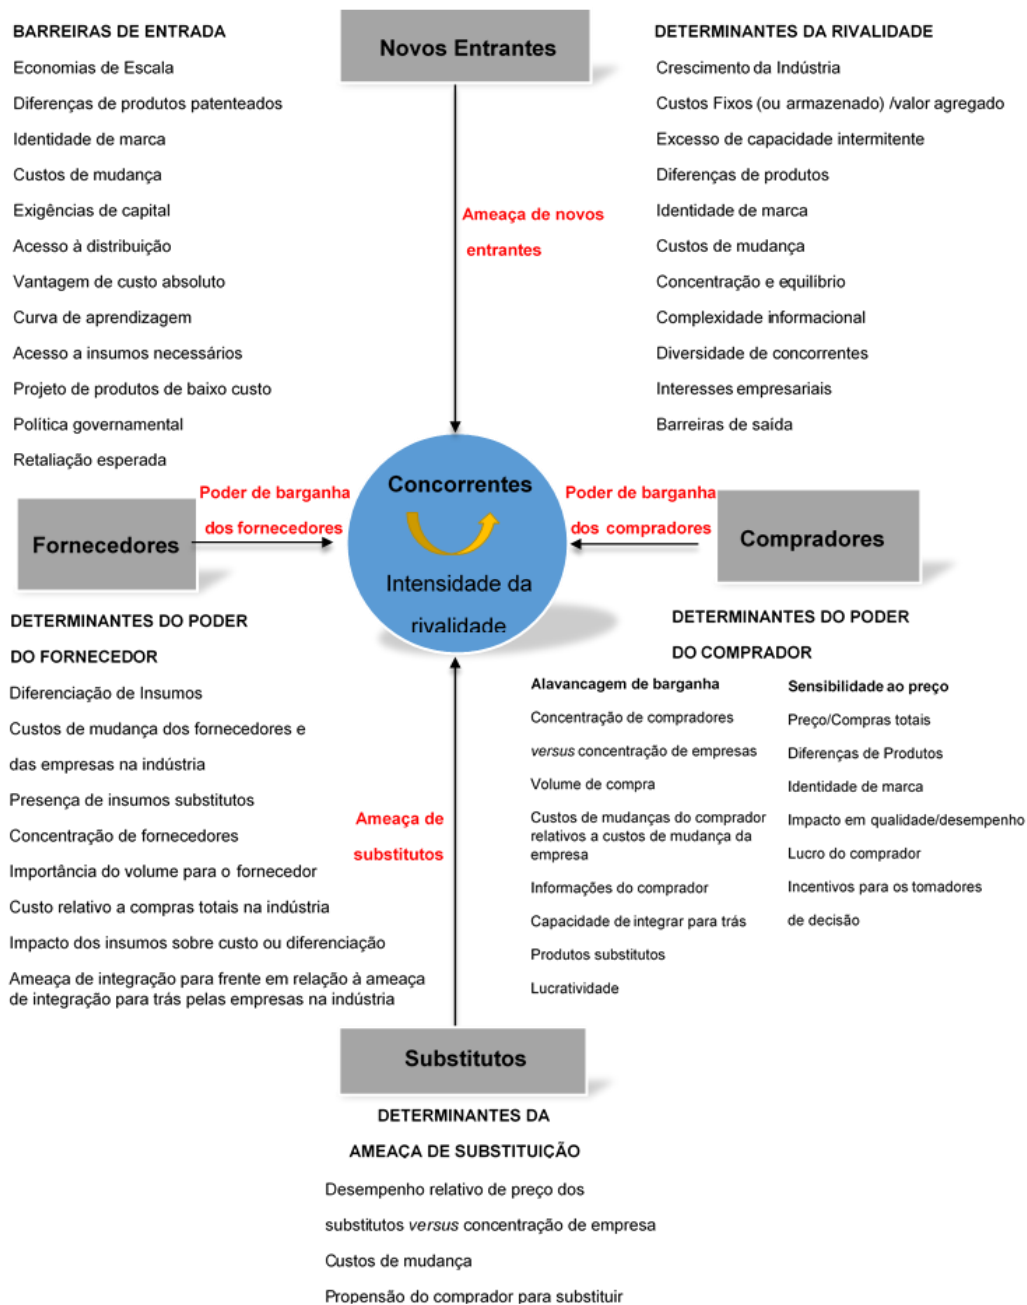 BARREIRAS DE ENTRADA
Economias de Escala
Diferenças de produtos patenteados
Identidade de marca
Custos de mudança
Exigências de capital
Acesso à distribuição
Vantagem de custo absoluto
Curva de aprendizagem
Acesso a insumos necessários
Projeto de produtos de baixo custo
Política governamental
Retaliação esperada
Novos Entrantes
Ameaça de novos
entrantes
DETERMINANTES DA RIVALIDADE
Crescimento da Indústria
Custos Fixos (ou armazenado) /valor agregado
Excesso de capacidade intermitente
Diferenças de produtos
Identidade de marca
Custos de mudança
Concentração e equilíbrio
Complexidade informacional
Diversidade de concorrentes
Interesses empresariais
Barreiras de saída
Fornecedores
Poder de barganha
dos fornecedores
Concorrentes
Intensidade da
rivalidade
Poder de barganha
dos compradores
Compradores
DETERMINANTES DO PODER
DO FORNECEDOR
Diferenciação de Insumos
Custos de mudança dos fornecedores e
das empresas na indústria
Presença de insumos substitutos
Concentração de fornecedores
Importância do volume para o fornecedor
Custo relativo a compras totais na indústria
Impacto dos insumos sobre custo ou diferenciação
Ameaça de integração para frente em relação à ameaça
de integração para trás pelas empresas na indústria
Ameaça de
substitutos
DETERMINANTES DO PODER
DO COMPRADOR
Alavancagem de barganha
Concentração de compradores
versus concentração de empresas
Volume de compra
Custos de mudanças do comprador
relativos a custos de mudança da
empresa
Informações do comprador
Capacidade de integrar para trás
Produtos substitutos
Lucratividade
Sensibilidade ao preço
Preço/Compras totais
Diferenças de Produtos
Identidade de marca
Impacto em qualidade/desempenho
Lucro do comprador
Incentivos para os tomadores
de decisão
Substitutos
DETERMINANTES DA
AMEAÇA DE SUBSTITUIÇÃO
Desempenho relativo de preço dos
substitutos versus concentração de empresa
Custos de mudança
Propensão do comprador para substituir